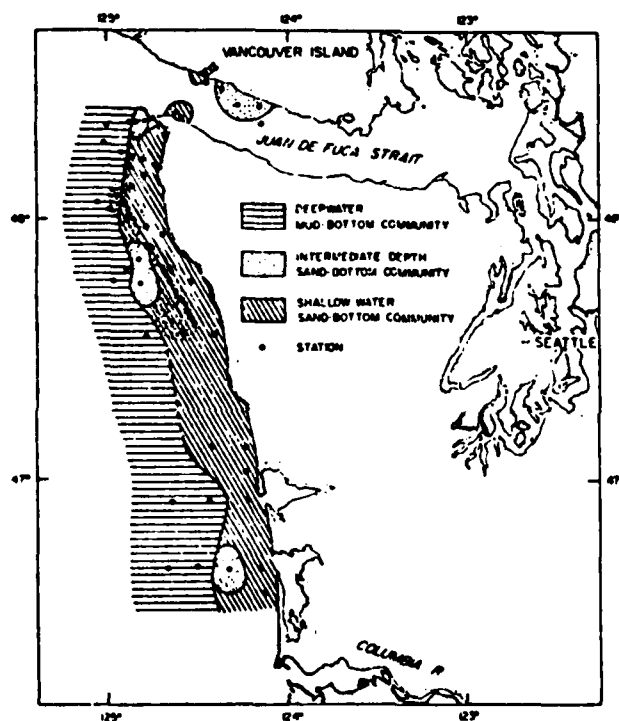 125° 124° 123°
VANCOUVER ISLAND
JUAN DE FUCA STRAIT
48° 48°
DEEPWATER
MUD-BOTTOM COMMUNITY
INTERMEDIATE DEPTH
SAND-BOTTOM COMMUNITY
SHALLOW WATER
SAND-BOTTOM COMMUNITY
STATION
SEATTLE
47° 47°
COLUMBIA R
125° 124° 123°